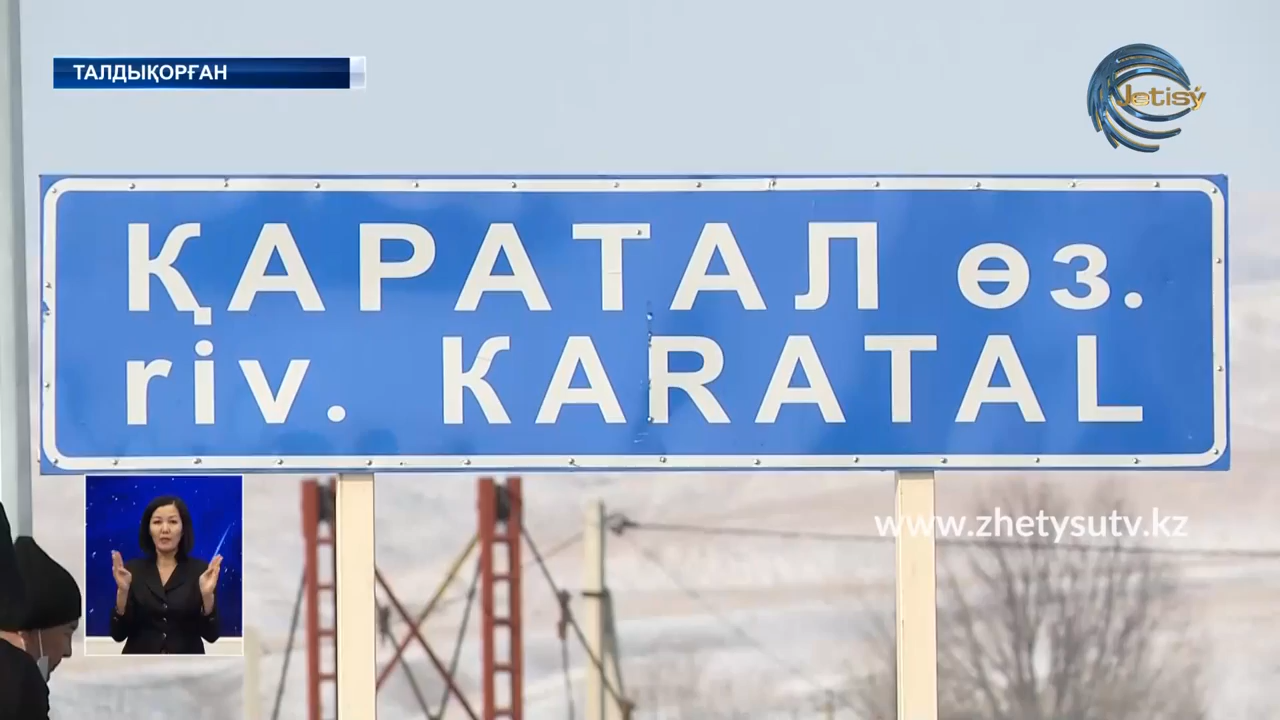 ТАЛДЫҚОРҒАН
Jetisý
ҚАРАТАЛ өз.
riv. KARATAL
www.zhetysutv.kz